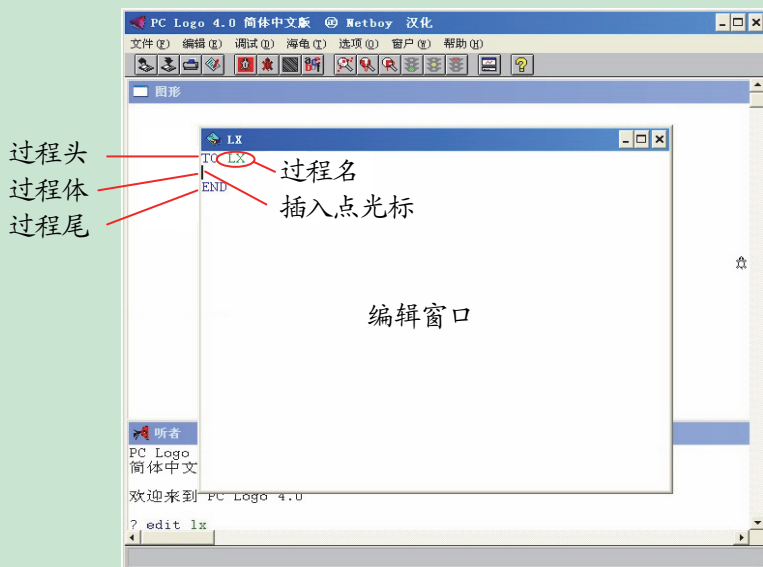 PC Logo 4.0 简体中文版 @ Netboy 汉化
文件(F) 编辑(E) 调试(D) 海龟(T) 选项(O) 窗户(W) 帮助(H)
图形
LX
过程头
TO LX
过程名
过程体
END
过程尾
插入点光标
编辑窗口
听者
PC Logo
简体中文
欢迎来到 PC Logo 4.0
? edit lx